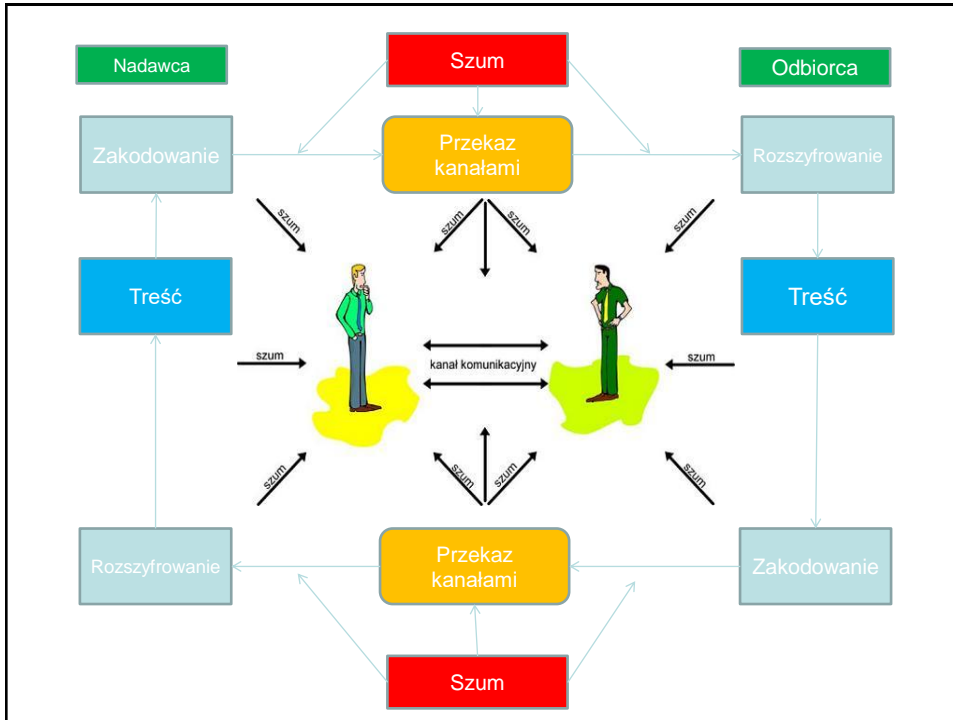 Nadawca
Szum
Odbiorca
Zakodowanie
Przekaz
kanałami
Rozszyfrowanie
szum
szum
szum
szum
Treść
Treść
szum
kanał komunikacyjny
szum
szum
szum
szum
szum
Rozszyfrowanie
Przekaz
kanałami
Zakodowanie
Szum